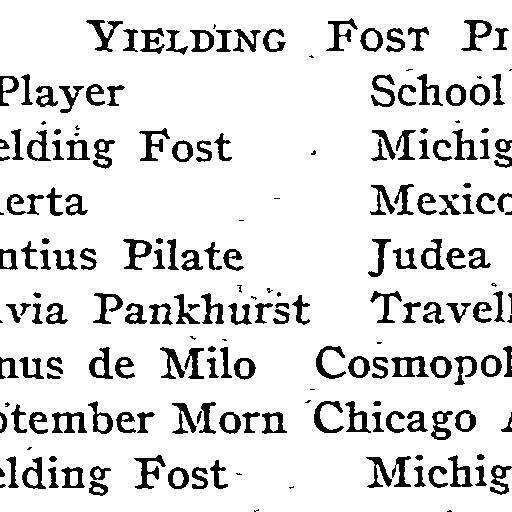 YIELDING FOST PI
Player School
elding Fost Michig
erta Mexico
ntius Pilate Judea
via Pankhurst Travell
nus de Milo Cosmopol
ptember Morn Chicago A
elding Fost Michig